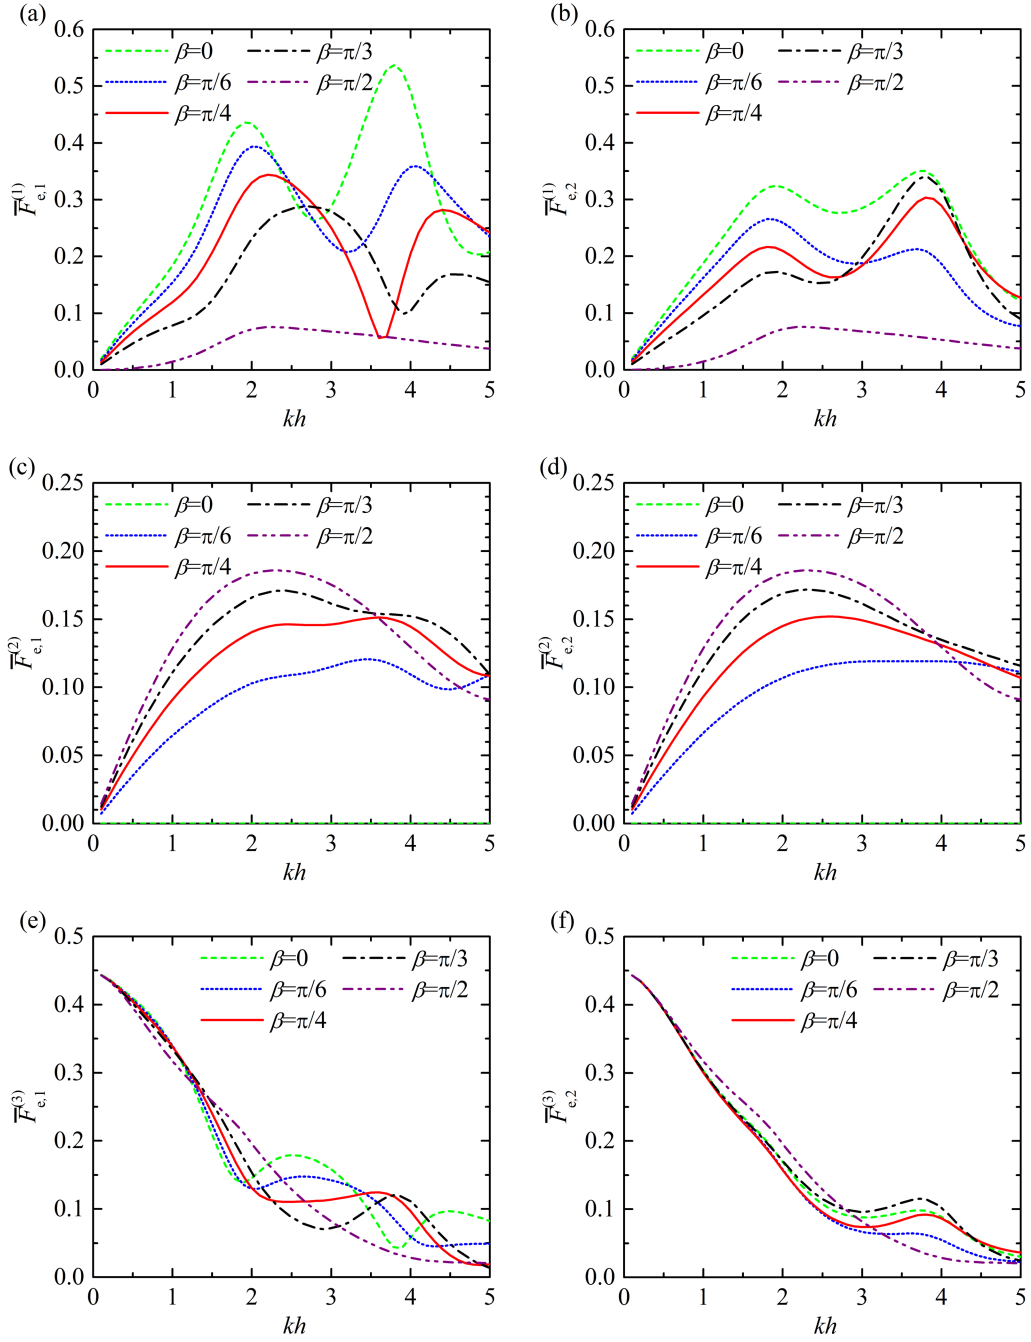 (a)
0.6
0.5
0.4
0.3
0.2
0.1
0.0
0 1 2 3 4 5
kh
F̅e,1(1)
β=0
β=π/6
β=π/4
β=π/3
β=π/2
(b)
0.6
0.5
0.4
0.3
0.2
0.1
0.0
0 1 2 3 4 5
kh
F̅e,2(1)
β=0
β=π/6
β=π/4
β=π/3
β=π/2
(c)
0.25
0.20
0.15
0.10
0.05
0.00
0 1 2 3 4 5
kh
F̅e,1(2)
β=0
β=π/6
β=π/4
β=π/3
β=π/2
(d)
0.25
0.20
0.15
0.10
0.05
0.00
0 1 2 3 4 5
kh
F̅e,2(2)
β=0
β=π/6
β=π/4
β=π/3
β=π/2
(e)
0.5
0.4
0.3
0.2
0.1
0.0
0 1 2 3 4 5
kh
F̅e,1(3)
β=0
β=π/6
β=π/4
β=π/3
β=π/2
(f)
0.5
0.4
0.3
0.2
0.1
0.0
0 1 2 3 4 5
kh
F̅e,2(3)
β=0
β=π/6
β=π/4
β=π/3
β=π/2